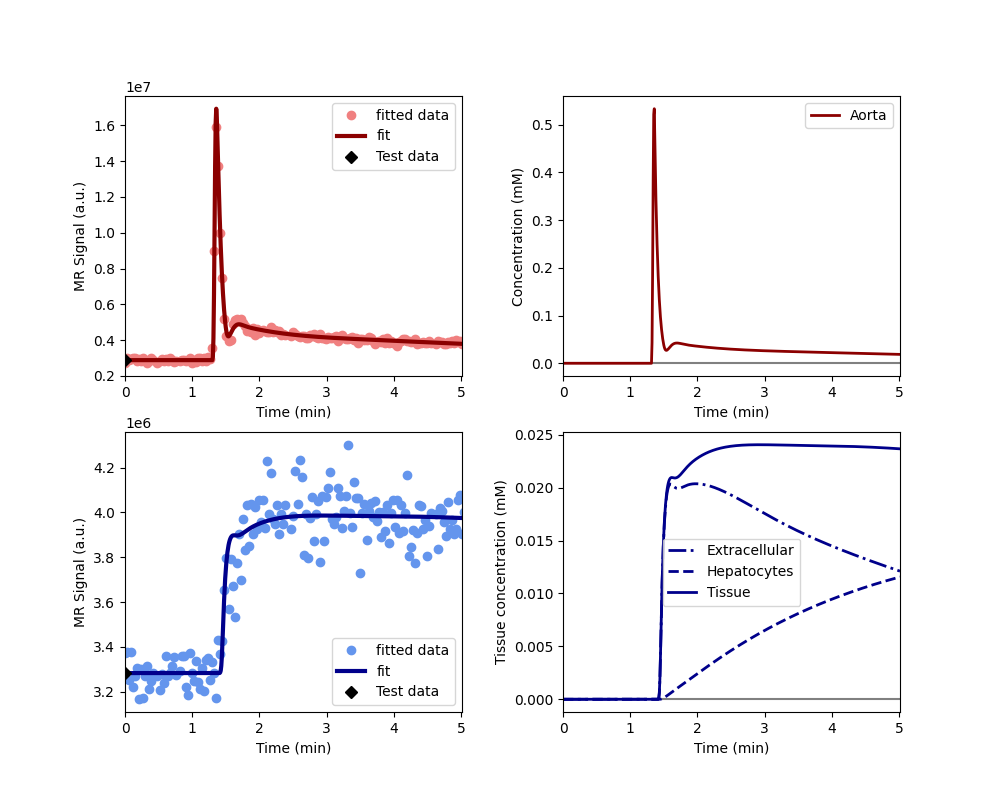 1e7
MR Signal (a.u.)
1.6
1.4
1.2
1.0
0.8
0.6
0.4
0.2
fitted data
fit
Test data
0 1 2 3 4 5
Time (min)
Concentration (mM)
0.5
0.4
0.3
0.2
0.1
0.0
Aorta
0 1 2 3 4 5
Time (min)
1e6
MR Signal (a.u.)
4.2
4.0
3.8
3.6
3.4
3.2
fitted data
fit
Test data
0 1 2 3 4 5
Time (min)
Tissue concentration (mM)
0.025
0.020
0.015
0.010
0.005
0.000
Extracellular
Hepatocytes
Tissue
0 1 2 3 4 5
Time (min)